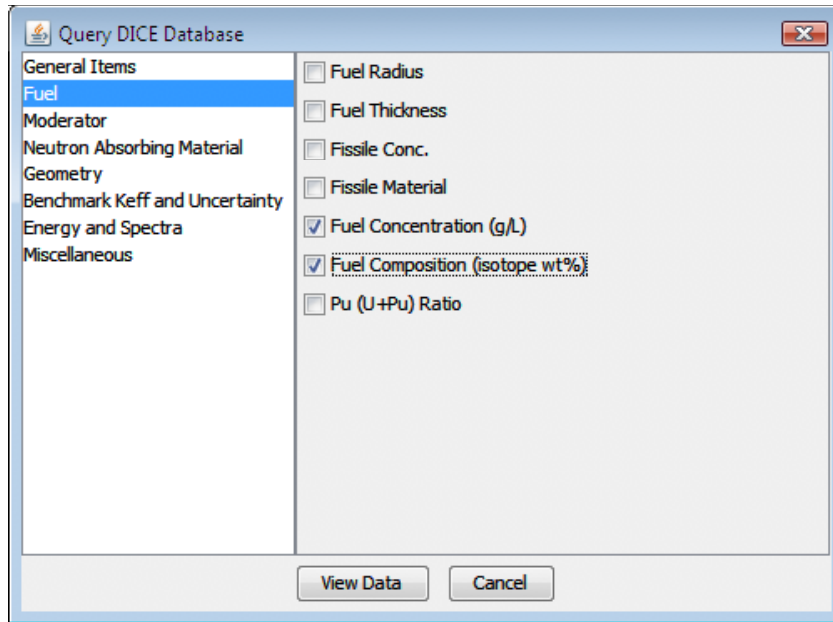 Query DICE Database
General Items
Fuel
Moderator
Neutron Absorbing Material
Geometry
Benchmark Keff and Uncertainty
Energy and Spectra
Miscellaneous
Fuel Radius
Fuel Thickness
Fissile Conc.
Fissile Material
Fuel Concentration (g/L)
Fuel Composition (isotope wt%)
Pu (U+Pu) Ratio
View Data
Cancel